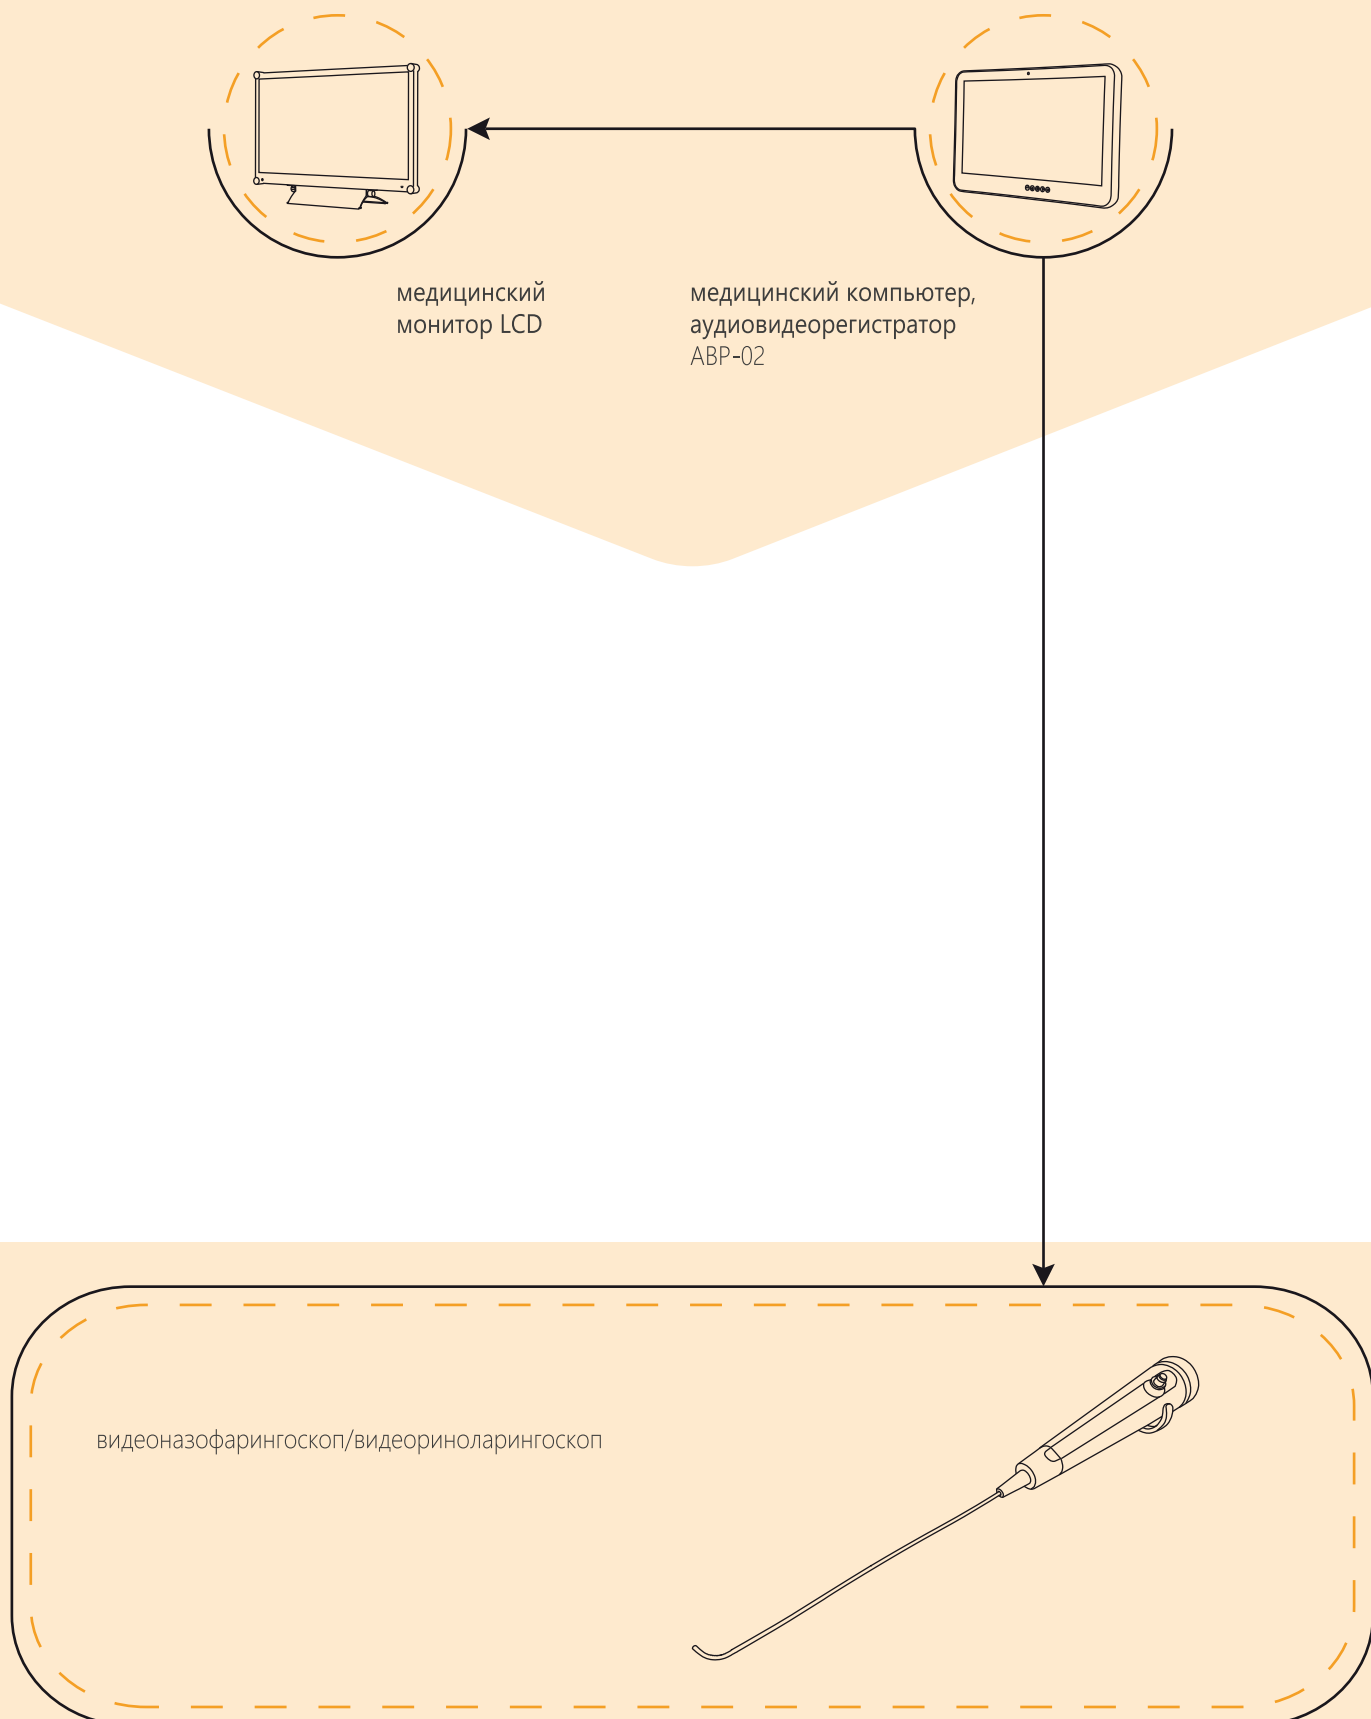 медицинский
монитор LCD
медицинский компьютер,
аудиовидеорегистратор
АВР-02
видеоназофарингоскоп/видеориноларингоскоп